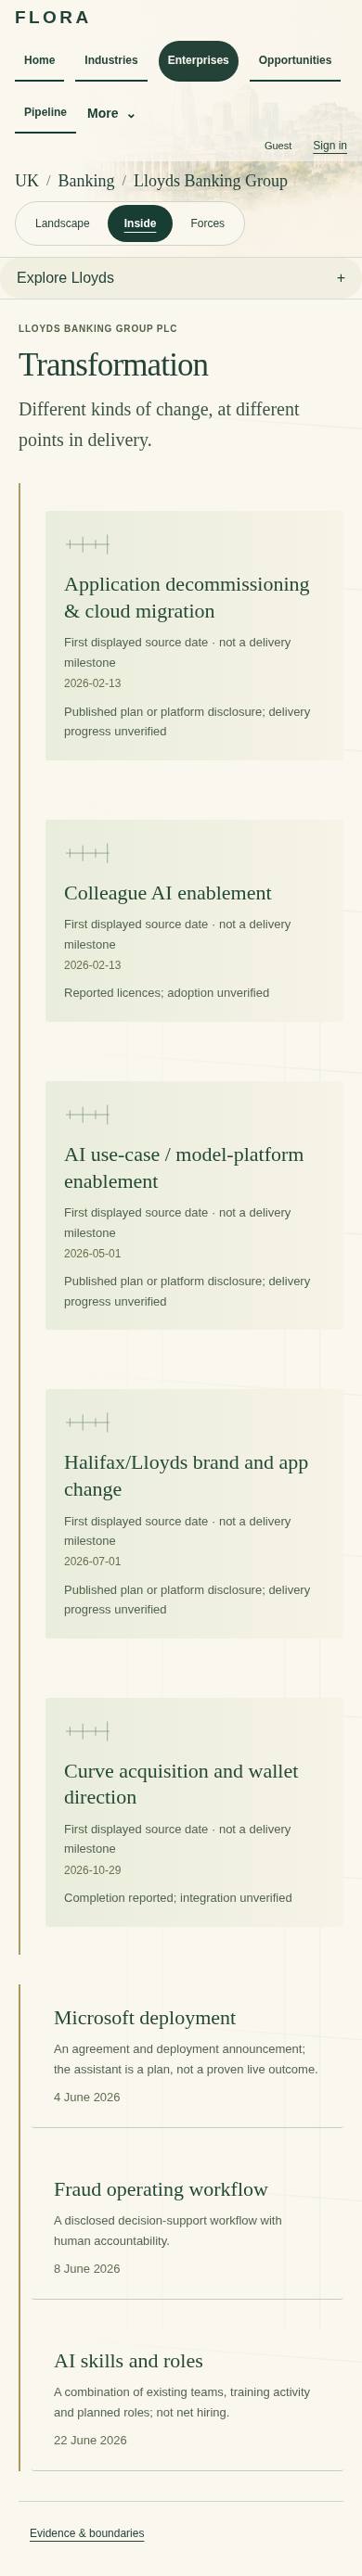 FLORA
Home
Industries
Enterprises
Opportunities
Pipeline
More
Guest
Sign in
UK / Banking / Lloyds Banking Group
Landscape
Inside
Forces
Explore Lloyds +
LLOYDS BANKING GROUP PLC
Transformation
Different kinds of change, at different
points in delivery.
Application decommissioning
& cloud migration
First displayed source date · not a delivery
milestone
2026-02-13
Published plan or platform disclosure; delivery
progress unverified
Colleague AI enablement
First displayed source date · not a delivery
milestone
2026-02-13
Reported licences; adoption unverified
AI use-case / model-platform
enablement
First displayed source date · not a delivery
milestone
2026-05-01
Published plan or platform disclosure; delivery
progress unverified
Halifax/Lloyds brand and app
change
First displayed source date · not a delivery
milestone
2026-07-01
Published plan or platform disclosure; delivery
progress unverified
Curve acquisition and wallet
direction
First displayed source date · not a delivery
milestone
2026-10-29
Completion reported; integration unverified
Microsoft deployment
An agreement and deployment announcement;
the assistant is a plan, not a proven live outcome.
4 June 2026
Fraud operating workflow
A disclosed decision-support workflow with
human accountability.
8 June 2026
AI skills and roles
A combination of existing teams, training activity
and planned roles; not net hiring.
22 June 2026
Evidence & boundaries